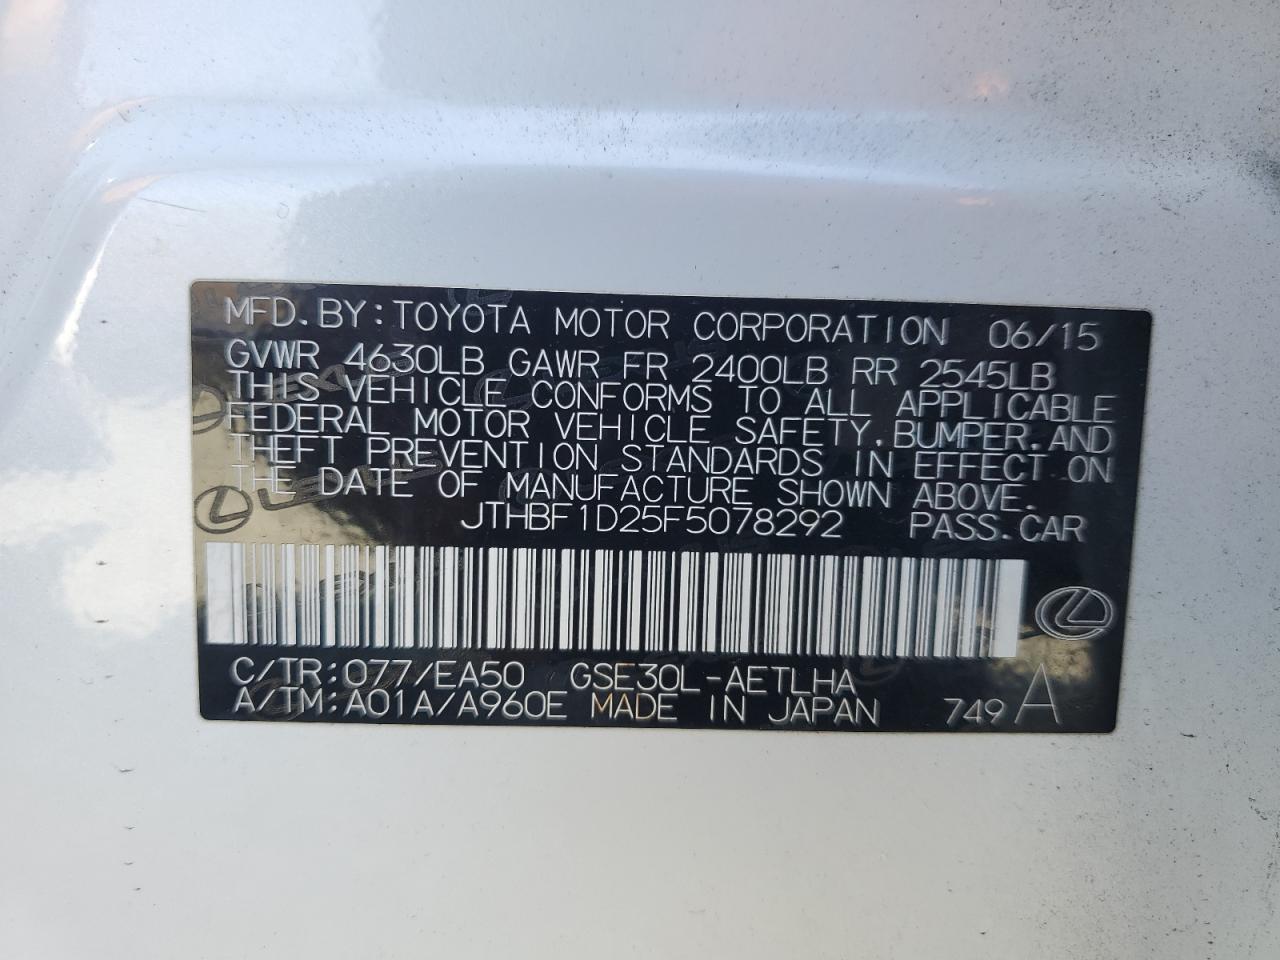 MFD.BY:TOYOTA MOTOR CORPORATION 06/15
GVWR 4630LB GAWR FR 2400LB RR 2545LB
THIS VEHICLE CONFORMS TO ALL APPLICABLE
FEDERAL MOTOR VEHICLE SAFETY,BUMPER,AND
THEFT PREVENTION STANDARDS IN EFFECT ON
THE DATE OF MANUFACTURE SHOWN ABOVE.
JTHBF1D25F5078292 PASS.CAR
C/TR:077/EA50 GSE30L-AETLHA
A/TM:A01A/A960E MADE IN JAPAN 749 A